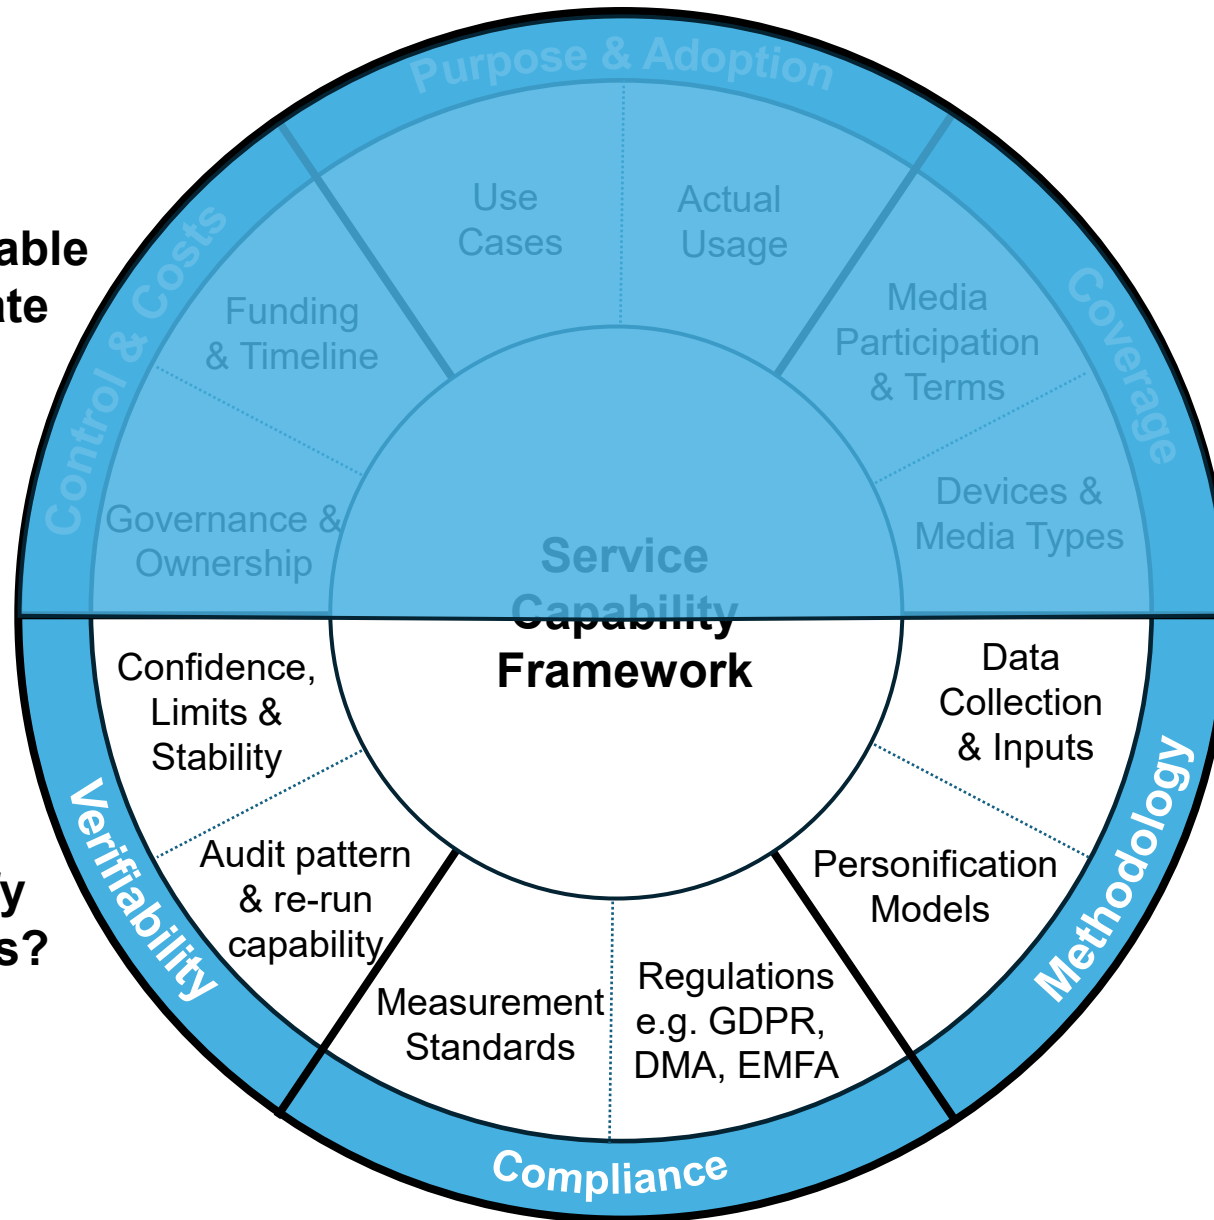 Purpose & Adoption
Use
Cases
Actual
Usage
Control & Costs
Funding
& Timeline
Governance &
Ownership
Coverage
Media
Participation
& Terms
Devices &
Media Types
Service
Capability
Framework
Verifiability
Confidence,
Limits &
Stability
Audit pattern
& re-run
capability
Methodology
Data
Collection
& Inputs
Personification
Models
Measurement
Standards
Regulations
e.g. GDPR,
DMA, EMFA
Compliance
able
ate
y
s?